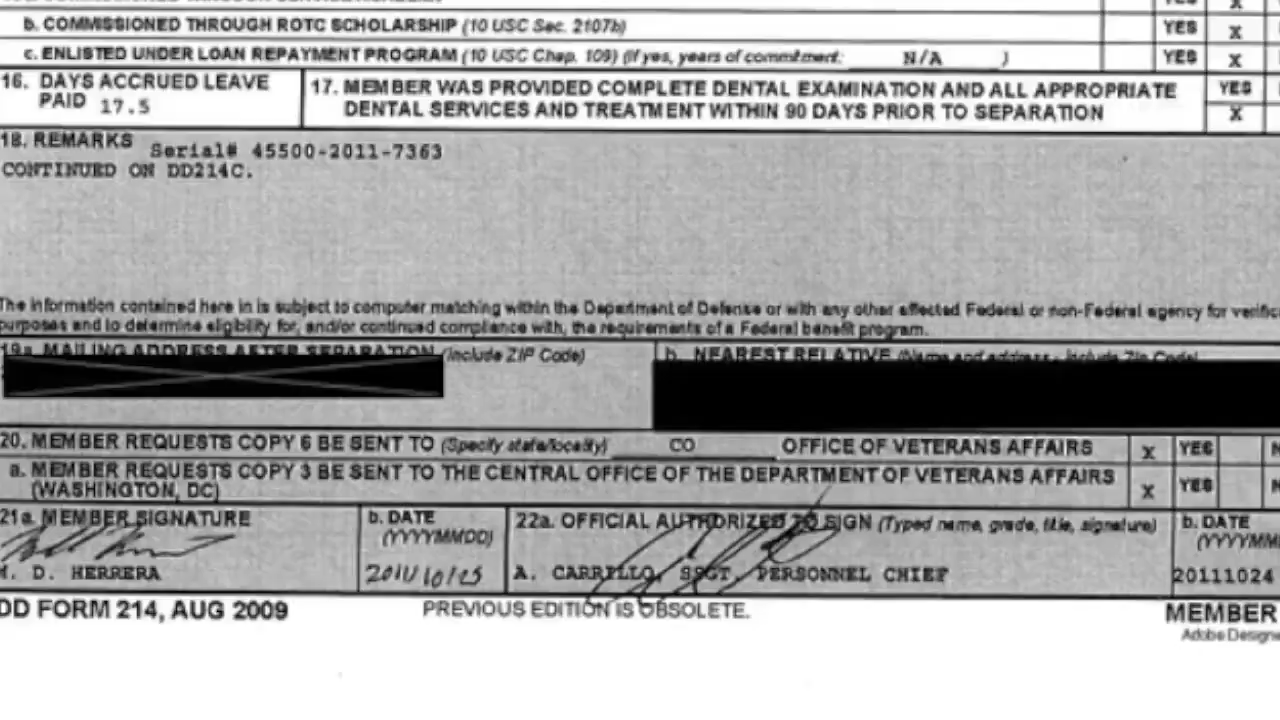 b. COMMISSIONED THROUGH ROTC SCHOLARSHIP (10 USC Sec. 2107b) YES X
c. ENLISTED UNDER LOAN REPAYMENT PROGRAM (10 USC Chap. 109) (If yes, years of commitment: N/A ) YES X
16. DAYS ACCRUED LEAVE PAID 17.5
17. MEMBER WAS PROVIDED COMPLETE DENTAL EXAMINATION AND ALL APPROPRIATE YES
DENTAL SERVICES AND TREATMENT WITHIN 90 DAYS PRIOR TO SEPARATION X
18. REMARKS Serial# 45500-2011-7363
CONTINUED ON DD214C.
The information contained here in is subject to computer matching within the Department of Defense or with any other affected Federal or non-Federal agency for
purposes and to determine eligibility for, and/or continued compliance with, the requirements of a Federal benefit program.
19a. MAILING ADDRESS AFTER SEPARATION (Include ZIP Code)
b. NEAREST RELATIVE (Name and address - include Zip Code)
20. MEMBER REQUESTS COPY 6 BE SENT TO (Specify state/locality) CO OFFICE OF VETERANS AFFAIRS X YES
a. MEMBER REQUESTS COPY 3 BE SENT TO THE CENTRAL OFFICE OF THE DEPARTMENT OF VETERANS AFFAIRS
(WASHINGTON, DC) X YES
21a. MEMBER SIGNATURE
D. HERRERA
b. DATE
(YYYYMMDD)
22a. OFFICIAL AUTHORIZED TO SIGN (Typed name, grade, title, signature)
A. CARRILLO, SSGT, PERSONNEL CHIEF
b. DATE
20111024
DD FORM 214, AUG 2009
PREVIOUS EDITION IS OBSOLETE.
MEMBER
Adobe